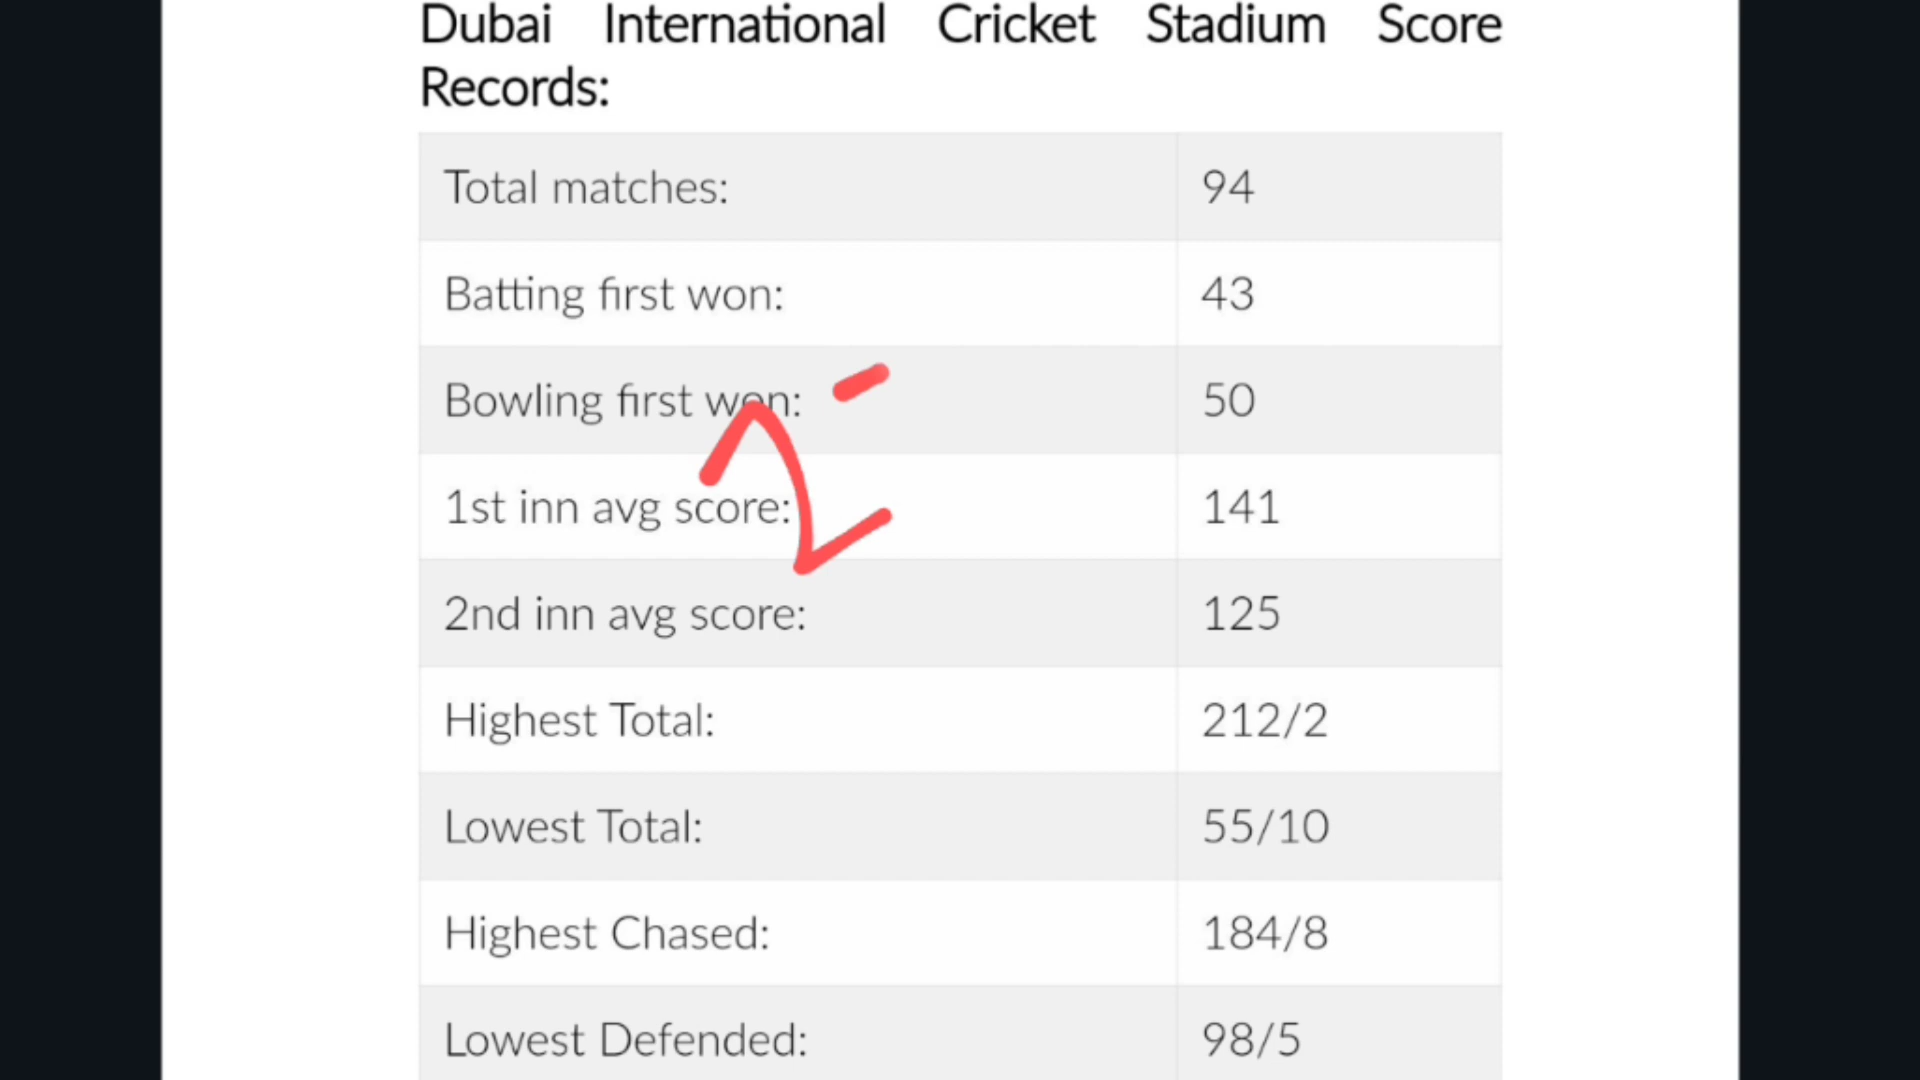 Dubai International Cricket Stadium Score
Records:
Total matches: 94
Batting first won: 43
Bowling first won: 50
1st inn avg score: 141
2nd inn avg score: 125
Highest Total: 212/2
Lowest Total: 55/10
Highest Chased: 184/8
Lowest Defended: 98/5